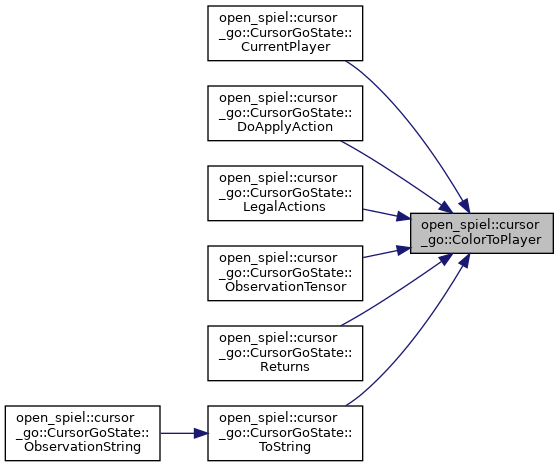 open_spiel::cursor
_go::CursorGoState::
CurrentPlayer
open_spiel::cursor
_go::CursorGoState::
DoApplyAction
open_spiel::cursor
_go::CursorGoState::
LegalActions
open_spiel::cursor
_go::ColorToPlayer
open_spiel::cursor
_go::CursorGoState::
ObservationTensor
open_spiel::cursor
_go::CursorGoState::
Returns
open_spiel::cursor
_go::CursorGoState::
ObservationString
open_spiel::cursor
_go::CursorGoState::
ToString